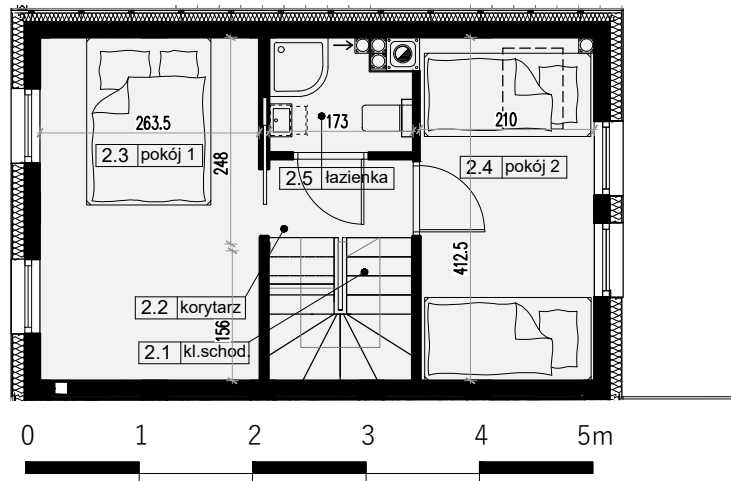 263.5
173
210
2.3 pokój 1
248
2.5 łazienka
2.4 pokój 2
412.5
2.2 korytarz
156
2.1 kl.schod.
0 1 2 3 4 5m